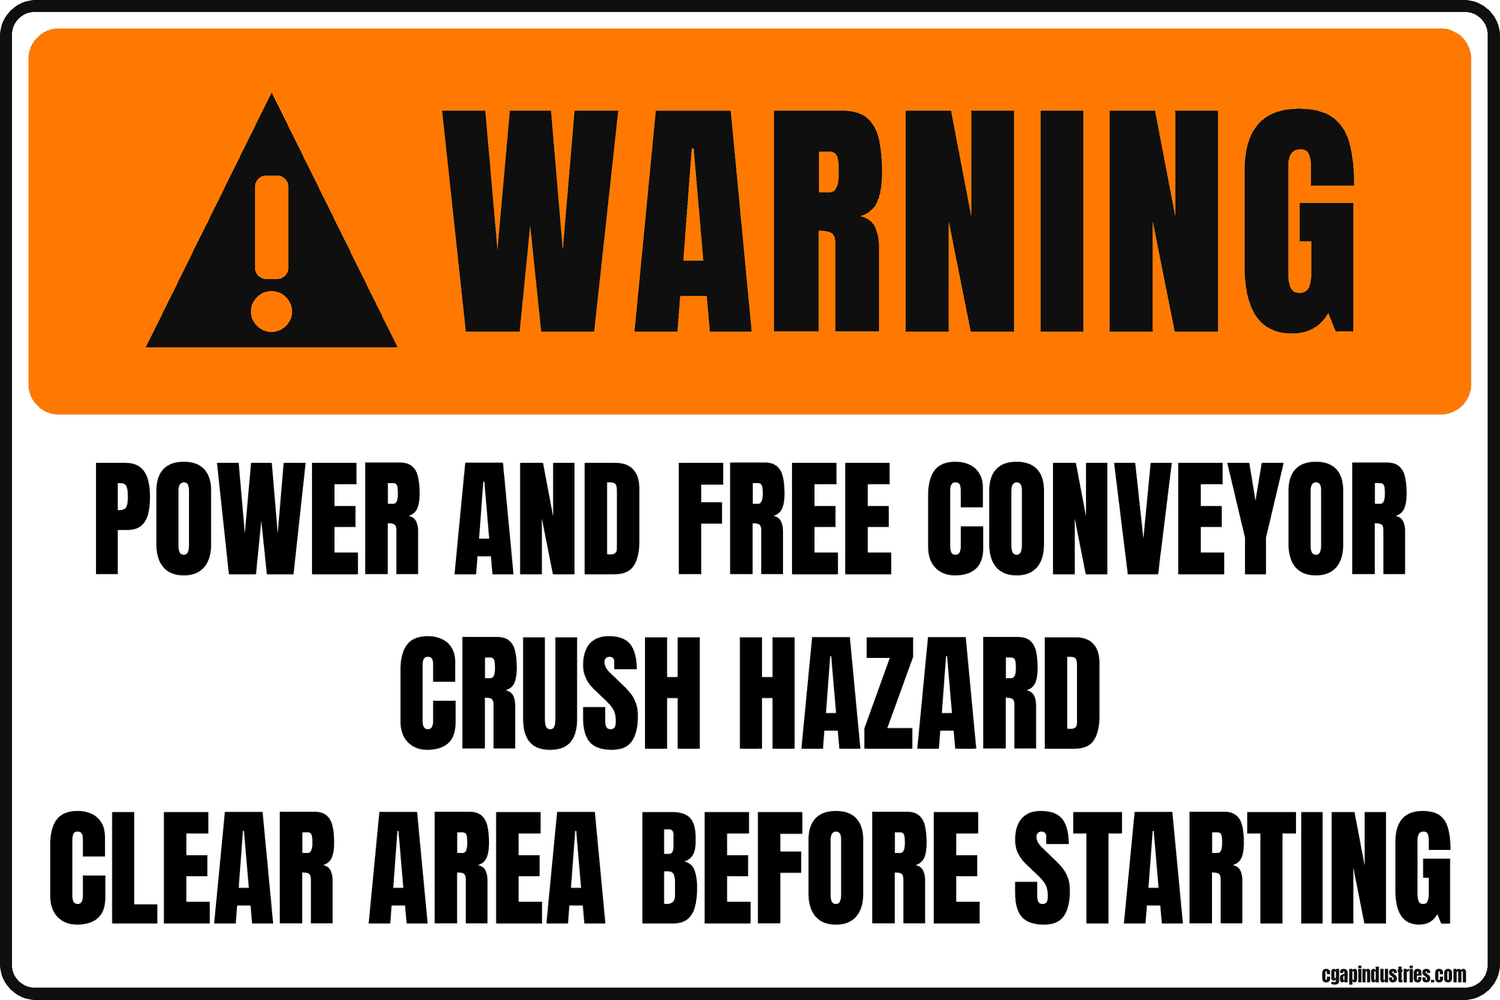 WARNING
POWER AND FREE CONVEYOR
CRUSH HAZARD
CLEAR AREA BEFORE STARTING
cgapindustries.com